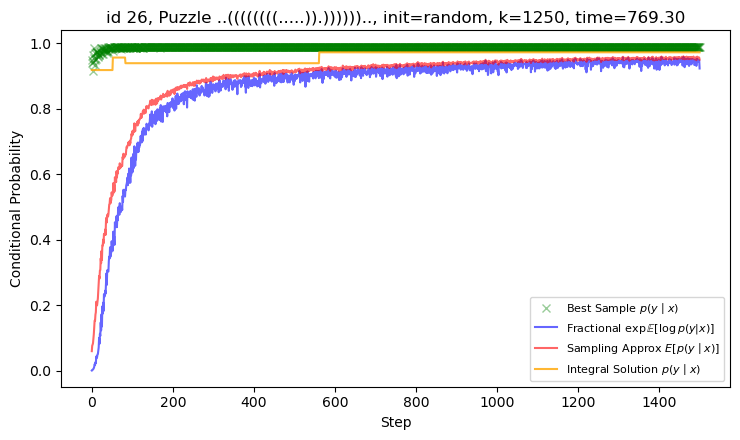 id 26, Puzzle ..((((((((.....)).)))))).., init=random, k=1250, time=769.30
Conditional Probability
1.0
0.8
0.6
0.4
0.2
0.0
0 200 400 600 800 1000 1200 1400
Step
Best Sample p(y | x)
Fractional exp𝔼[log p(y|x)]
Sampling Approx E[p(y | x)]
Integral Solution p(y | x)